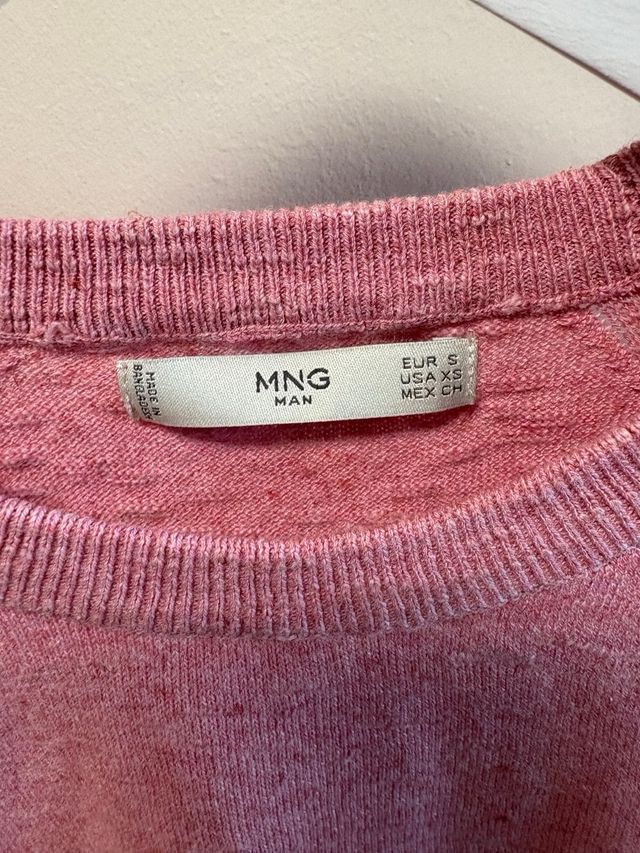 MADE IN
BANGLADESH
MNG
MAN
EUR S
USA XS
MEX CH